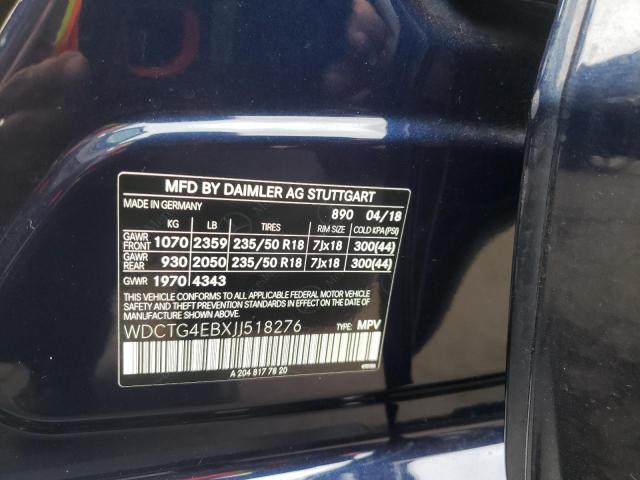 MFD BY DAIMLER AG STUTTGART
MADE IN GERMANY 890 04/18
KG LB TIRES RIM SIZE COLD KPA(PSI)
GAWR FRONT 1070 2359 235/50 R18 7Jx18 300(44)
GAWR REAR 930 2050 235/50 R18 7Jx18 300(44)
GVWR 1970 4343
THIS VEHICLE CONFORMS TO ALL APPLICABLE FEDERAL MOTOR VEHICLE
SAFETY AND THEFT PREVENTION STANDARDS IN EFFECT ON THE DATE OF
MANUFACTURE SHOWN ABOVE.
WDCTG4EBXJJ518276 TYPE: MPV
A 204 817 78 20